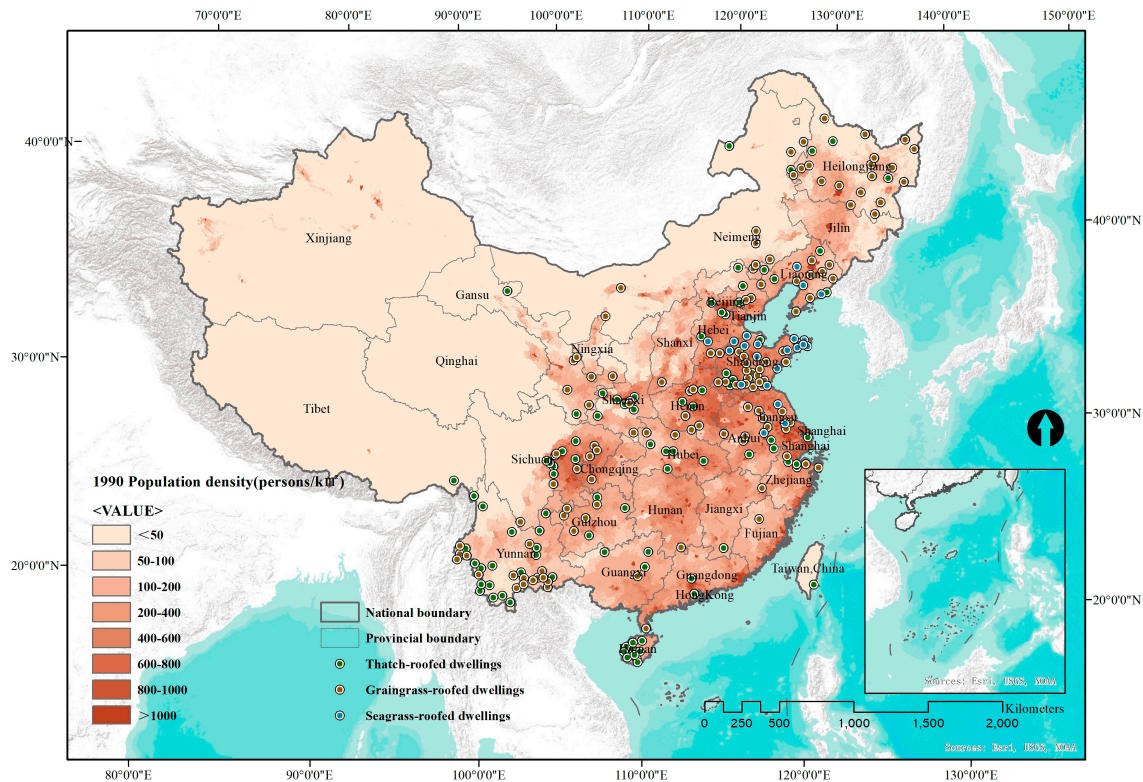 70°0'0"E 80°0'0"E 90°0'0"E 100°0'0"E 110°0'0"E 120°0'0"E 130°0'0"E 140°0'0"E 150°0'0"E
40°0'0"N
Heilongjiang
40°0'0"N
Xinjiang
Neimeng
Jilin
Liaoning
Gansu
Beijing
Tianjin
Hebei
Shanxi
Ningxia
30°0'0"N
Qinghai
Shandong
Tibet
Shaanxi
Henan
30°0'0"N
Jiangsu
Shanghai
Anhui
Shanghai
Hubei
Sichuan
Chongqing
Zhejiang
Hunan
Jiangxi
Guizhou
Fujian
Yunnan
20°0'0"N
Guangxi
Guangdong
Taiwan,China
HongKong
20°0'0"N
Hainan
1990 Population density(persons/km²)
<VALUE>
<50
50-100
100-200
200-400
400-600
600-800
800-1000
>1000
National boundary
Provincial boundary
Thatch-roofed dwellings
Graingrass-roofed dwellings
Seagrass-roofed dwellings
Sources: Esri, USGS, NOAA
Kilometers
0 250 500 1,000 1,500 2,000
Sources: Esri, USGS, NOAA
80°0'0"E 90°0'0"E 100°0'0"E 110°0'0"E 120°0'0"E